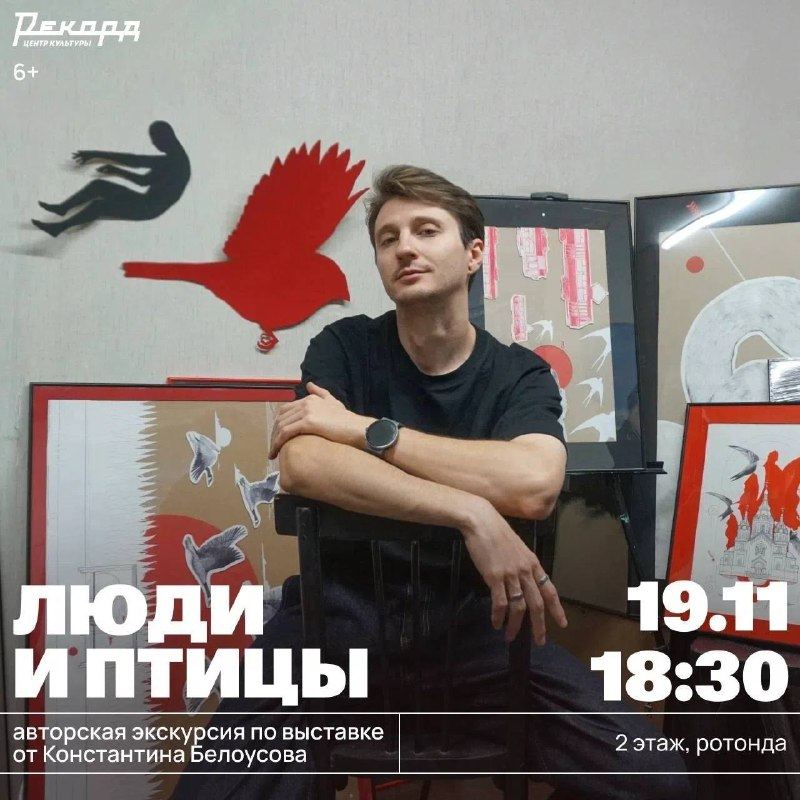 Рекорд
ЦЕНТР КУЛЬТУРЫ
6+
ЛЮДИ
И ПТИЦЫ
19.11
18:30
авторская экскурсия по выставке
от Константина Белоусова
2 этаж, ротонда